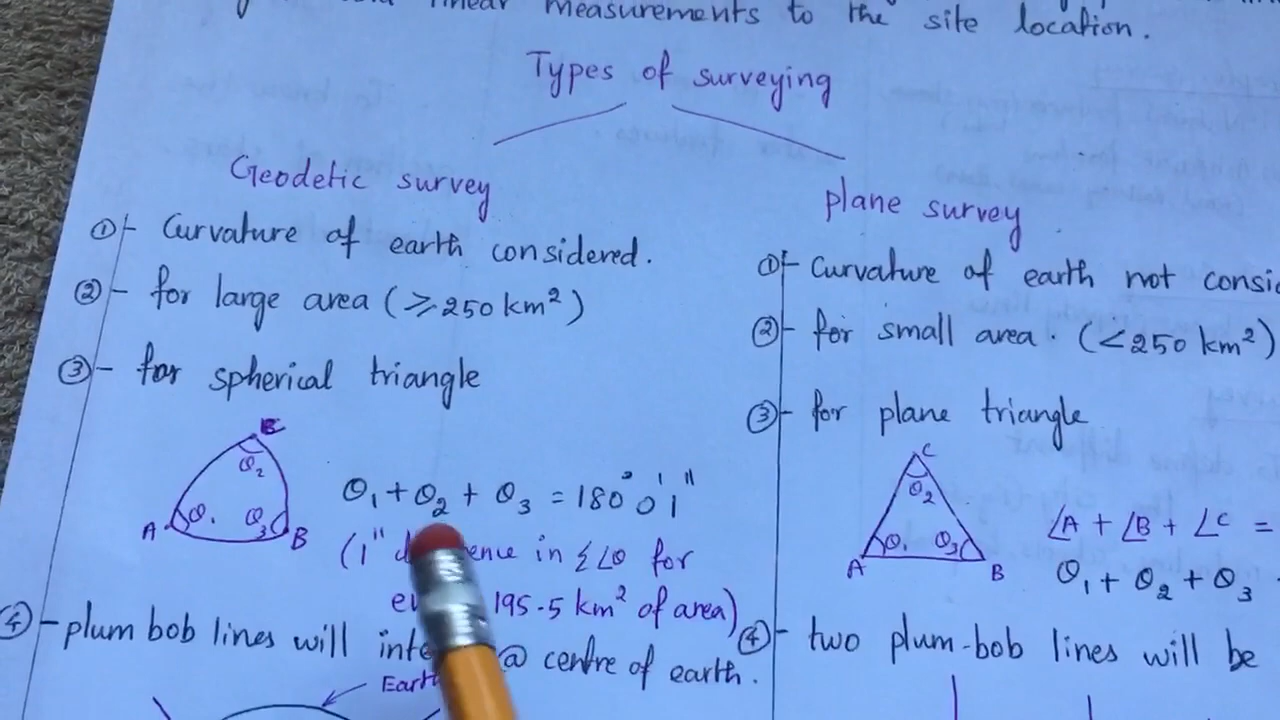 linear measurements to the site location.
Types of surveying
Geodetic survey
①- Curvature of earth considered.
②- for large area (≥250 km²)
③- for spherical triangle
C
θ₂
A θ₁ θ₃ B
θ₁ + θ₂ + θ₃ = 180° 0' 1"
(1" in ΣLθ for
195.5 km² of area)
④- plum bob lines will @ centre of earth.
Earth
plane survey
①- Curvature of earth not
②- for small area. (<250 km²)
③- for plane triangle
C
θ₂
A θ₁ θ₃ B
∠A + ∠B + ∠C =
θ₁ + θ₂ + θ₃
④- two plum-bob lines will be